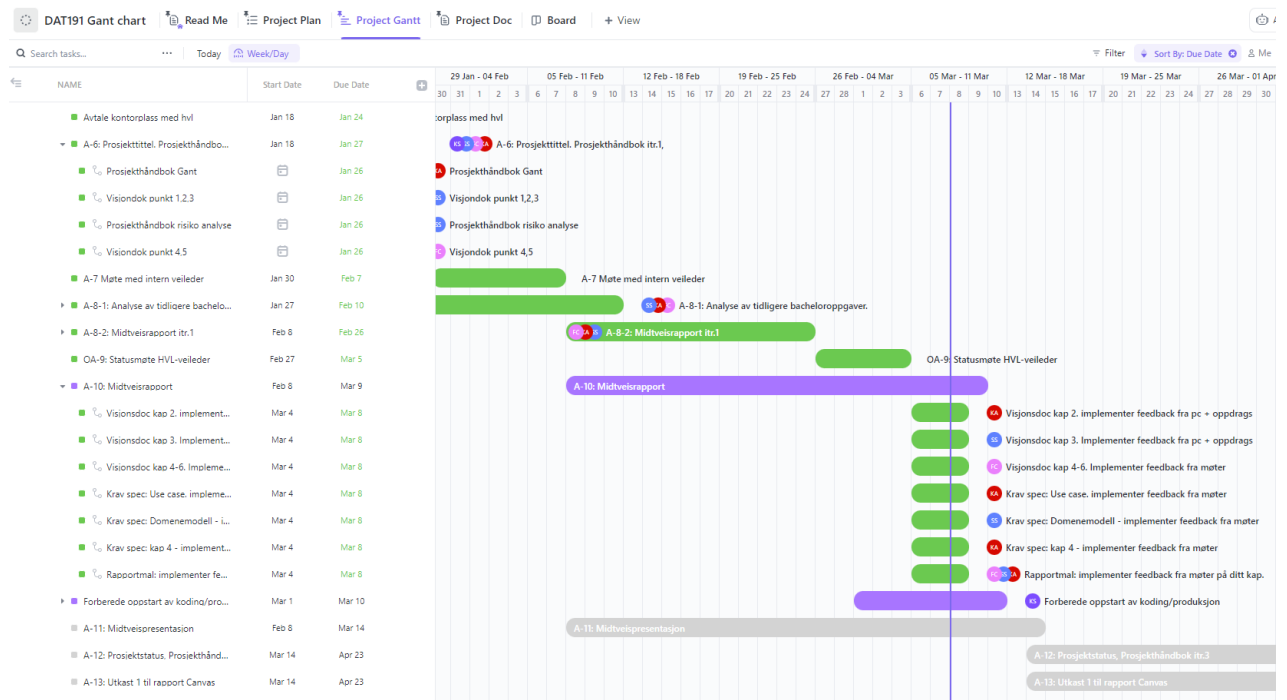 DAT191 Gant chart Read Me Project Plan Project Gantt Project Doc Board + View
Search tasks... ... Today Week/Day Filter Sort By: Due Date Me
NAME Start Date Due Date 29 Jan - 04 Feb 05 Feb - 11 Feb 12 Feb - 18 Feb 19 Feb - 25 Feb 26 Feb - 04 Mar 05 Mar - 11 Mar 12 Mar - 18 Mar 19 Mar - 25 Mar 26 Mar - 01 Apr
30 31 1 2 3 6 7 8 9 10 13 14 15 16 17 20 21 22 23 24 27 28 1 2 3 6 7 8 9 10 13 14 15 16 17 20 21 22 23 24 27 28 29 30
Avtale kontorplass med hvl Jan 18 Jan 24 torplass med hvl
A-6: Prosjekttittel. Prosjekthåndbo... Jan 18 Jan 27 KS A-6: Prosjekttittel. Prosjekthåndbok itr.1,
Prosjekthåndbok Gant Jan 26 Prosjekthåndbok Gant
Visjondok punkt 1,2,3 Jan 26 Visjondok punkt 1,2,3
Prosjekthåndbok risiko analyse Jan 26 Prosjekthåndbok risiko analyse
Visjondok punkt 4,5 Jan 26 Visjondok punkt 4,5
A-7 Møte med intern veileder Jan 30 Feb 7 A-7 Møte med intern veileder
A-8-1: Analyse av tidligere bachelo... Jan 27 Feb 10 SS A-8-1: Analyse av tidligere bacheloroppgaver.
A-8-2: Midtveisrapport itr.1 Feb 8 Feb 26 FC A-8-2: Midtveisrapport itr.1
OA-9: Statusmøte HVL-veileder Feb 27 Mar 5 OA-9: Statusmøte HVL-veileder
A-10: Midtveisrapport Feb 8 Mar 9 A-10: Midtveisrapport
Visjonsdoc kap 2. implement... Mar 4 Mar 8 KA Visjonsdoc kap 2. implementer feedback fra pc + oppdrags
Visjonsdoc kap 3. Implement... Mar 4 Mar 8 SS Visjonsdoc kap 3. Implementer feedback fra pc + oppdrags
Visjonsdoc kap 4-6. Impleme... Mar 4 Mar 8 FC Visjonsdoc kap 4-6. Implementer feedback fra møter
Krav spec: Use case. impleme... Mar 4 Mar 8 KA Krav spec: Use case. implementer feedback fra møter
Krav spec: Domenemodell - i... Mar 4 Mar 8 SS Krav spec: Domenemodell - implementer feedback fra møter
Krav spec: kap 4 - implement... Mar 4 Mar 8 KA Krav spec: kap 4 - implementer feedback fra møter
Rapportmal: implementer fe... Mar 4 Mar 8 FC Rapportmal: implementer feedback fra møter på ditt kap.
Forberede oppstart av koding/pro... Mar 1 Mar 10 KS Forberede oppstart av koding/produksjon
A-11: Midtveispresentasjon Feb 8 Mar 14 A-11: Midtveispresentasjon
A-12: Prosjektstatus, Prosjekthånd... Mar 14 Apr 23 A-12: Prosjektstatus, Prosjekthåndbok itr.3
A-13: Utkast 1 til rapport Canvas Mar 14 Apr 23 A-13: Utkast 1 til rapport Canvas